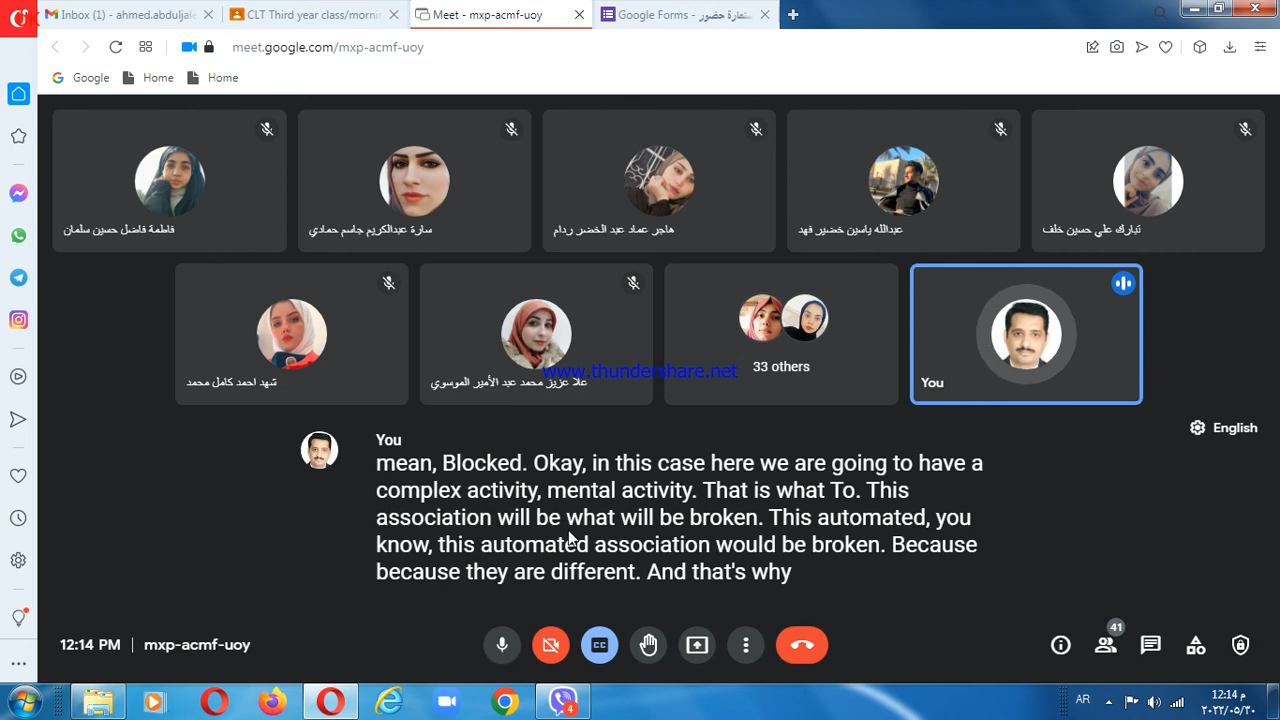 Inbox (1) - ahmed.abduljale
CLT Third year class/mornin
Meet - mxp-acmf-uoy
Google Forms - ستمارة حضور
meet.google.com/mxp-acmf-uoy
Google
Home
Home
فاطمة فاضل حسين سلمان
سارة عبدالكريم جاسم حمادي
هاجر عماد عبد الخضر ردام
عبدالله ياسين خضير فهد
تبارك علي حسين خلف
شهد احمد كامل محمد
علا عزيز محمد عبد الأمير الموسوي
33 others
You
www.thundershare.net
English
You
mean, Blocked. Okay, in this case here we are going to have a
complex activity, mental activity. That is what To. This
association will be what will be broken. This automated, you
know, this automated association would be broken. Because
because they are different. And that's why
12:14 PM
mxp-acmf-uoy
CC
41
4
AR
12:14 م
٢٠٢٢/٠٥/٣٠